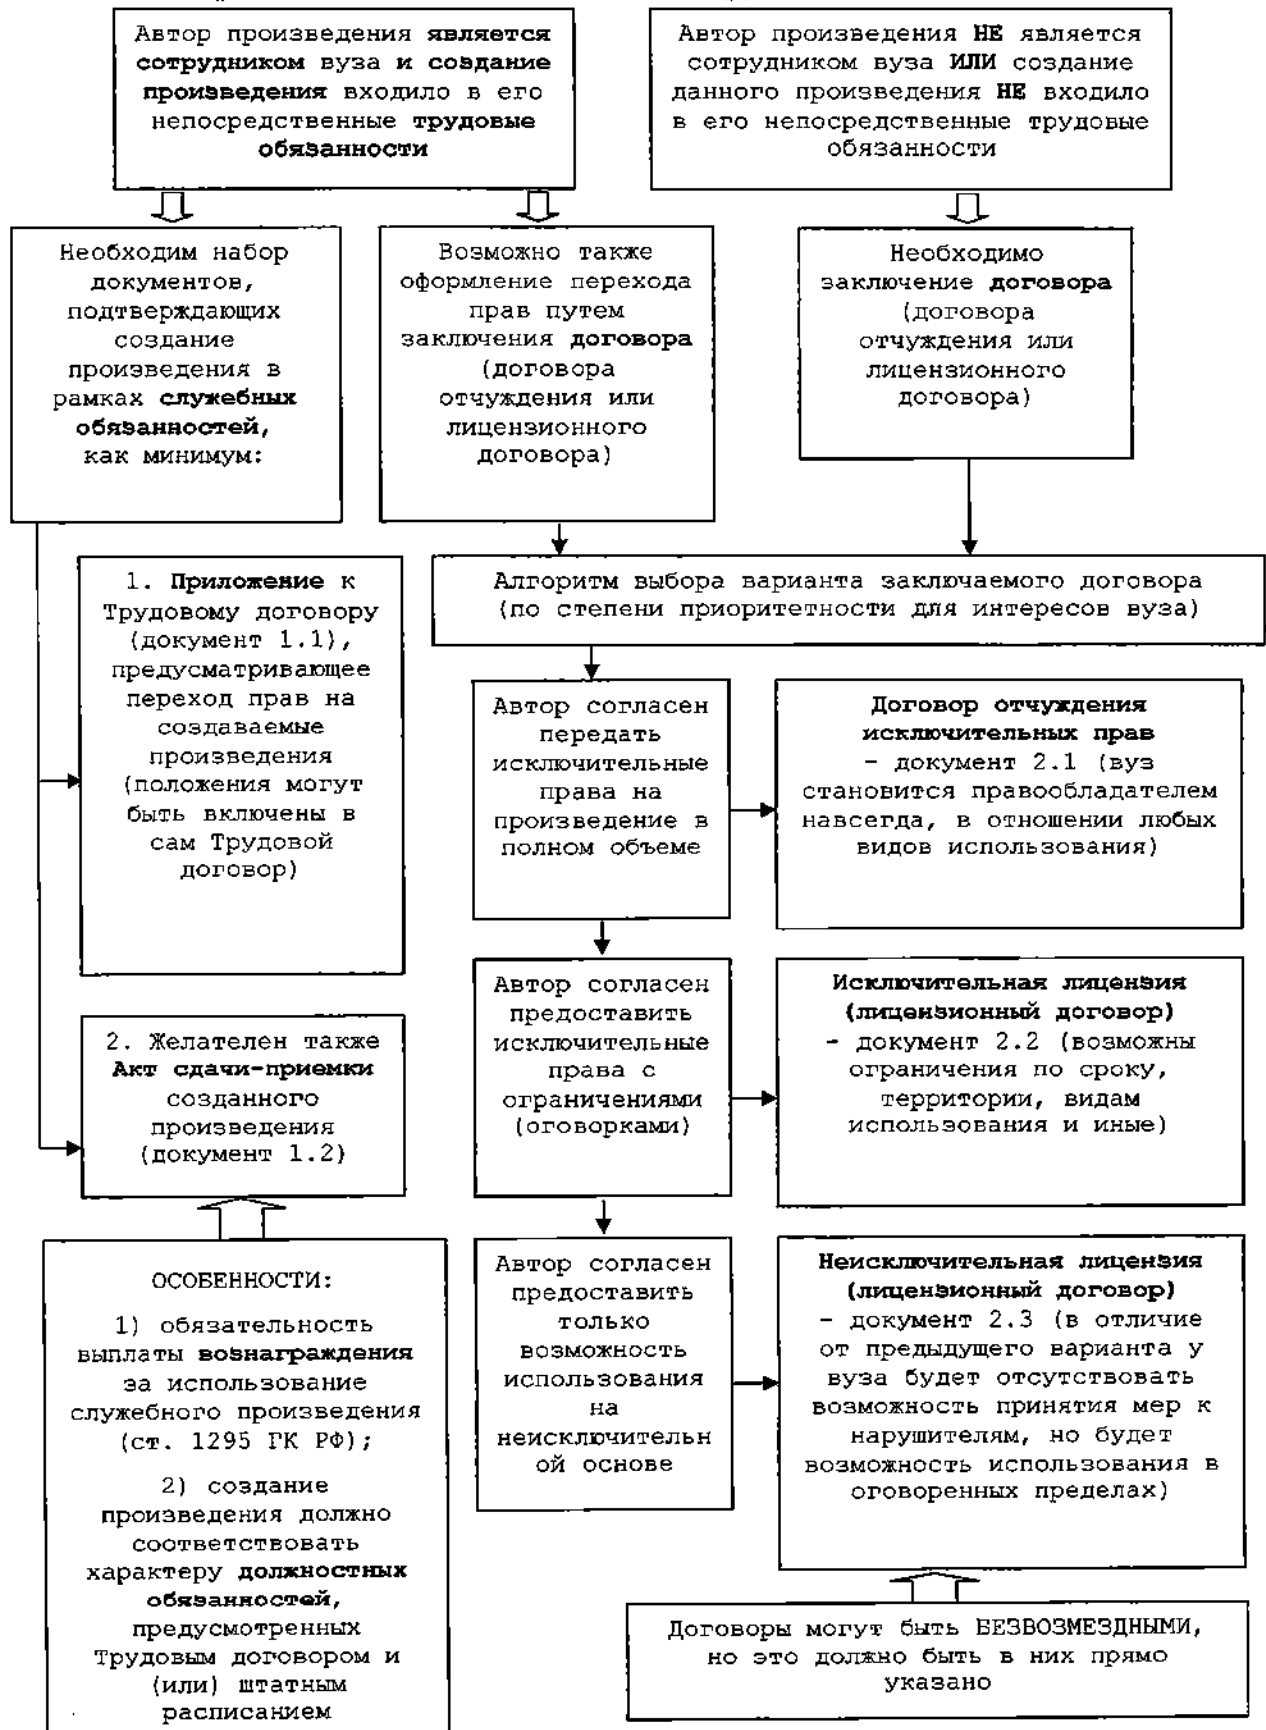 Автор произведения является
сотрудником вуза и создание
произведения входило в его
непосредственные трудовые
обязанности
Автор произведения НЕ является
сотрудником вуза ИЛИ создание
данного произведения НЕ входило
в его непосредственные трудовые
обязанности
Необходим набор
документов,
подтверждающих
создание
произведения в
рамках служебных
обязанностей,
как минимум:
Возможно также
оформление перехода
прав путем
заключения договора
(договора
отчуждения или
лицензионного
договора)
Необходимо
заключение договора
(договора
отчуждения или
лицензионного
договора)
1. Приложение к
Трудовому договору
(документ 1.1),
предусматривающее
переход прав на
создаваемые
произведения
(положения могут
быть включены в
сам Трудовой
договор)
Алгоритм выбора варианта заключаемого договора
(по степени приоритетности для интересов вуза)
Автор согласен
передать
исключительные
права на
произведение в
полном объеме
Договор отчуждения
исключительных прав
- документ 2.1 (вуз
становится правообладателем
навсегда, в отношении любых
видов использования)
Автор согласен
предоставить
исключительные
права с
ограничениями
(оговорками)
Исключительная лицензия
(лицензионный договор)
- документ 2.2 (возможны
ограничения по сроку,
территории, видам
использования и иные)
2. Желателен также
Акт сдачи-приемки
созданного
произведения
(документ 1.2)
Автор согласен
предоставить
только
возможность
использования
на
неисключительн
ой основе
Неисключительная лицензия
(лицензионный договор)
- документ 2.3 (в отличие
от предыдущего варианта у
вуза будет отсутствовать
возможность принятия мер к
нарушителям, но будет
возможность использования в
оговоренных пределах)
ОСОБЕННОСТИ:
1) обязательность
выплаты вознаграждения
за использование
служебного произведения
(ст. 1295 ГК РФ);
2) создание
произведения должно
соответствовать
характеру должностных
обязанностей,
предусмотренных
Трудовым договором и
(или) штатным
расписанием
Договоры могут быть БЕЗВОЗМЕЗДНЫМИ,
но это должно быть в них прямо
указано